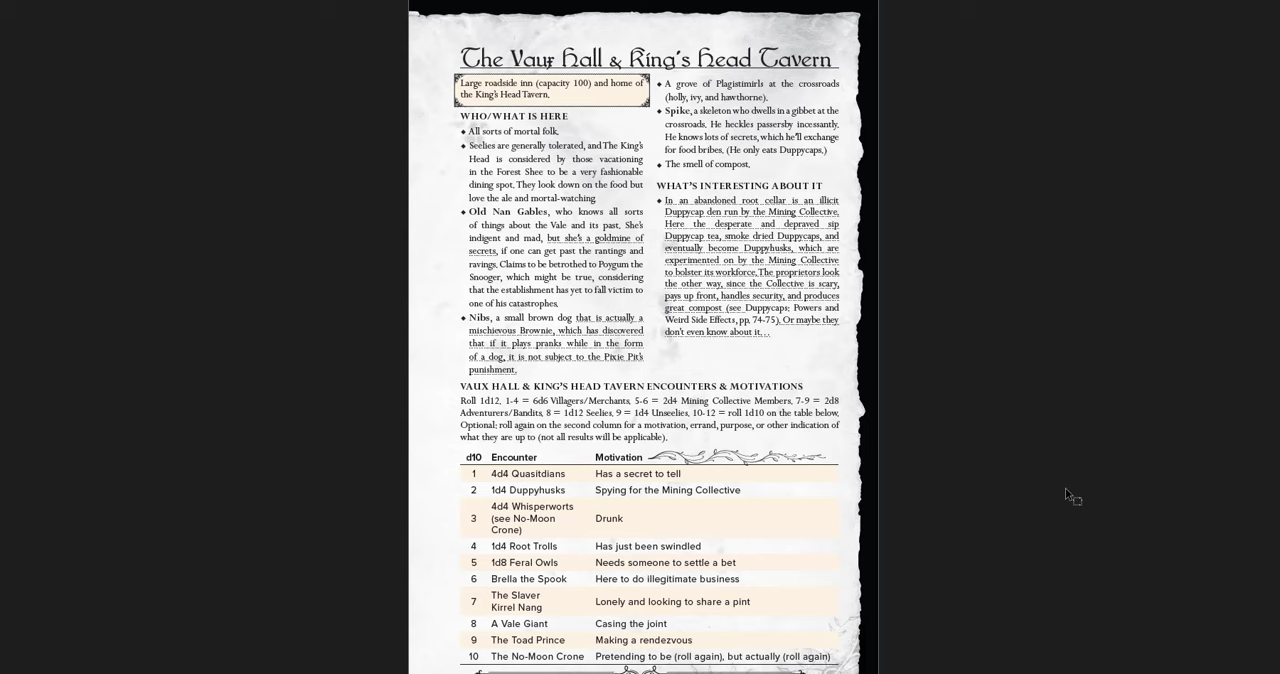 The Vaux Hall & King's Head Tavern
Large roadside inn (capacity 100) and home of
the King's Head Tavern.
WHO/WHAT IS HERE
◆ All sorts of mortal folk.
◆ Seelies are generally tolerated, and The King's
Head is considered by those vacationing
in the Forest Shee to be a very fashionable
dining spot. They look down on the food but
love the ale and mortal-watching.
◆ Old Nan Gables, who knows all sorts
of things about the Vale and its past. She's
indigent and mad, but she's a goldmine of
secrets, if one can get past the rantings and
ravings. Claims to be betrothed to Poygum the
Snooger, which might be true, considering
that the establishment has yet to fall victim to
one of his catastrophes.
◆ Nibs, a small brown dog that is actually a
mischievous Brownie, which has discovered
that if it plays pranks while in the form
of a dog, it is not subject to the Pixie Pit's
punishment.
◆ A grove of Plagistimirls at the crossroads
(holly, ivy, and hawthorne).
◆ Spike, a skeleton who dwells in a gibbet at the
crossroads. He heckles passersby incessantly.
He knows lots of secrets, which he'll exchange
for food bribes. (He only eats Duppycaps.)
◆ The smell of compost.
WHAT'S INTERESTING ABOUT IT
◆ In an abandoned root cellar is an illicit
Duppycap den run by the Mining Collective.
Here the desperate and depraved sip
Duppycap tea, smoke dried Duppycaps, and
eventually become Duppyhusks, which are
experimented on by the Mining Collective
to bolster its workforce. The proprietors look
the other way, since the Collective is scary,
pays up front, handles security, and produces
great compost (see Duppycaps: Powers and
Weird Side Effects, pp. 74-75). Or maybe they
don't even know about it…
VAUX HALL & KING'S HEAD TAVERN ENCOUNTERS & MOTIVATIONS
Roll 1d12. 1-4 = 6d6 Villagers/Merchants. 5-6 = 2d4 Mining Collective Members. 7-9 = 2d8
Adventurers/Bandits. 8 = 1d12 Seelies. 9 = 1d4 Unseelies. 10-12 = roll 1d10 on the table below.
Optional: roll again on the second column for a motivation, errand, purpose, or other indication of
what they are up to (not all results will be applicable).
d10 Encounter Motivation
1 4d4 Quasitdians Has a secret to tell
2 1d4 Duppyhusks Spying for the Mining Collective
4d4 Whisperworts
3 (see No-Moon Drunk
Crone)
4 1d4 Root Trolls Has just been swindled
5 1d8 Feral Owls Needs someone to settle a bet
6 Brella the Spook Here to do illegitimate business
The Slaver
7 Kirrel Nang Lonely and looking to share a pint
8 A Vale Giant Casing the joint
9 The Toad Prince Making a rendezvous
10 The No-Moon Crone Pretending to be (roll again), but actually (roll again)